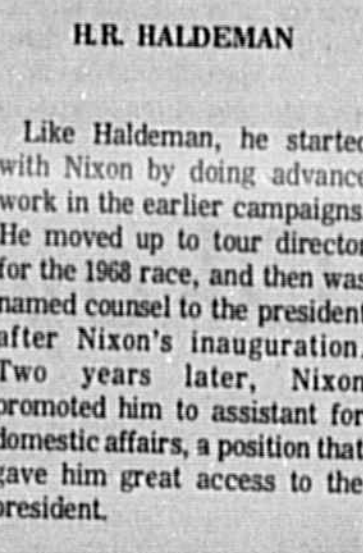 H.R. HALDEMAN
Like Haldeman, he started
with Nixon by doing advance
work in the earlier campaigns
He moved up to tour director
for the 1968 race, and then was
named counsel to the president
after Nixon's inauguration.
Two years later, Nixon
promoted him to assistant for
domestic affairs, a position that
gave him great access to the
president.